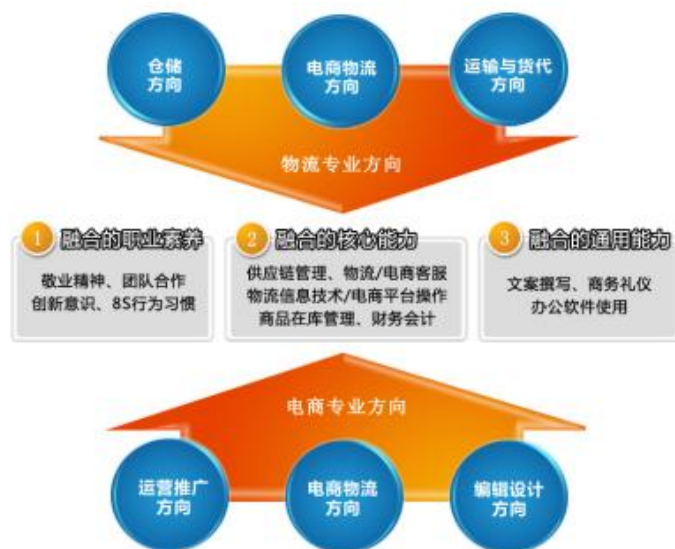 仓储
方向
电商物流
方向
运输与货代
方向
物流专业方向
1 融合的职业素养
敬业精神、团队合作
创新意识、8S行为习惯
2 融合的核心能力
供应链管理、物流/电商客服
物流信息技术/电商平台操作
商品在库管理、财务会计
3 融合的通用能力
文案撰写、商务礼仪
办公软件使用
电商专业方向
运营推广
方向
电商物流
方向
编辑设计
方向